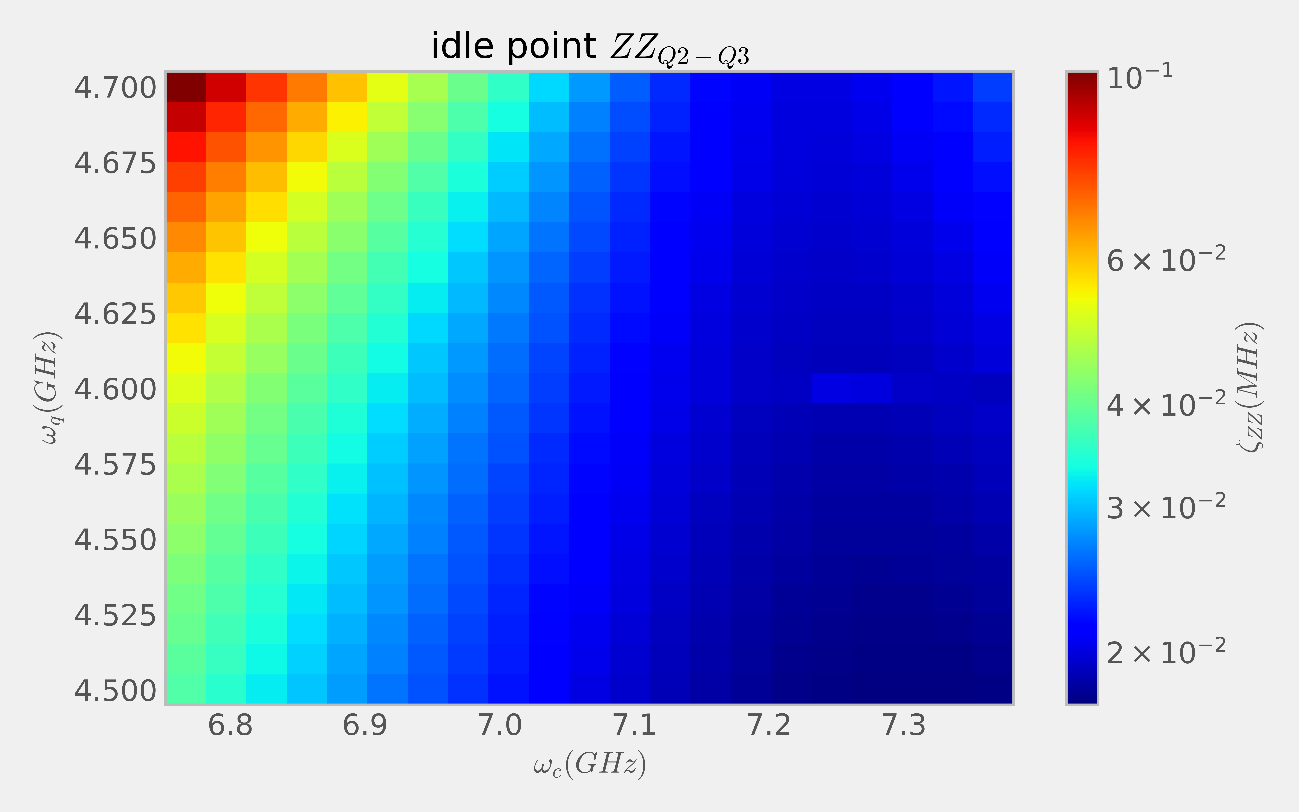 idle point ZZ_{Q2-Q3}
4.700
4.675
4.650
4.625
4.600
4.575
4.550
4.525
4.500
ω_q(GHz)
6.8 6.9 7.0 7.1 7.2 7.3
ω_c(GHz)
10^{-1}
6×10^{-2}
4×10^{-2}
3×10^{-2}
2×10^{-2}
ζ_{ZZ}(MHz)